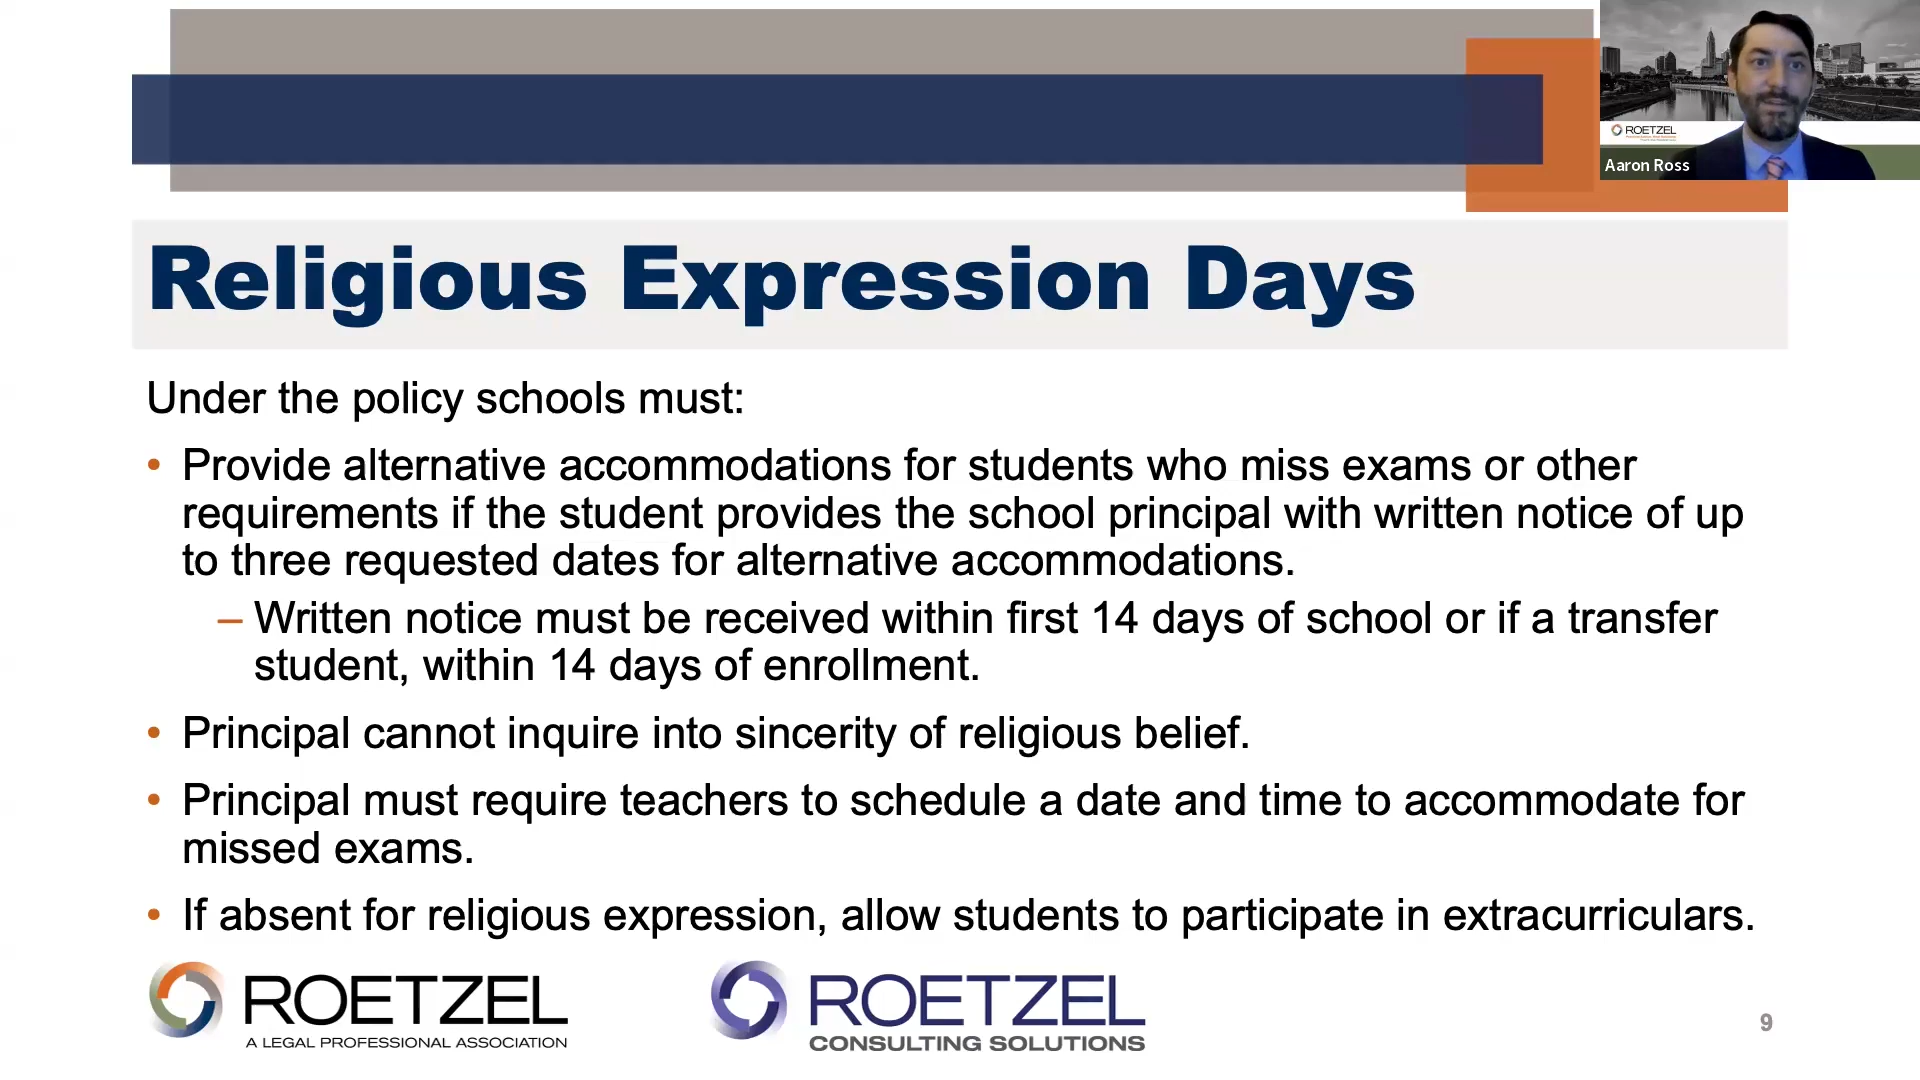 ROETZEL
Aaron Ross
Religious Expression Days
Under the policy schools must:
• Provide alternative accommodations for students who miss exams or other
requirements if the student provides the school principal with written notice of up
to three requested dates for alternative accommodations.
– Written notice must be received within first 14 days of school or if a transfer
student, within 14 days of enrollment.
• Principal cannot inquire into sincerity of religious belief.
• Principal must require teachers to schedule a date and time to accommodate for
missed exams.
• If absent for religious expression, allow students to participate in extracurriculars.
ROETZEL
A LEGAL PROFESSIONAL ASSOCIATION
ROETZEL
CONSULTING SOLUTIONS
9